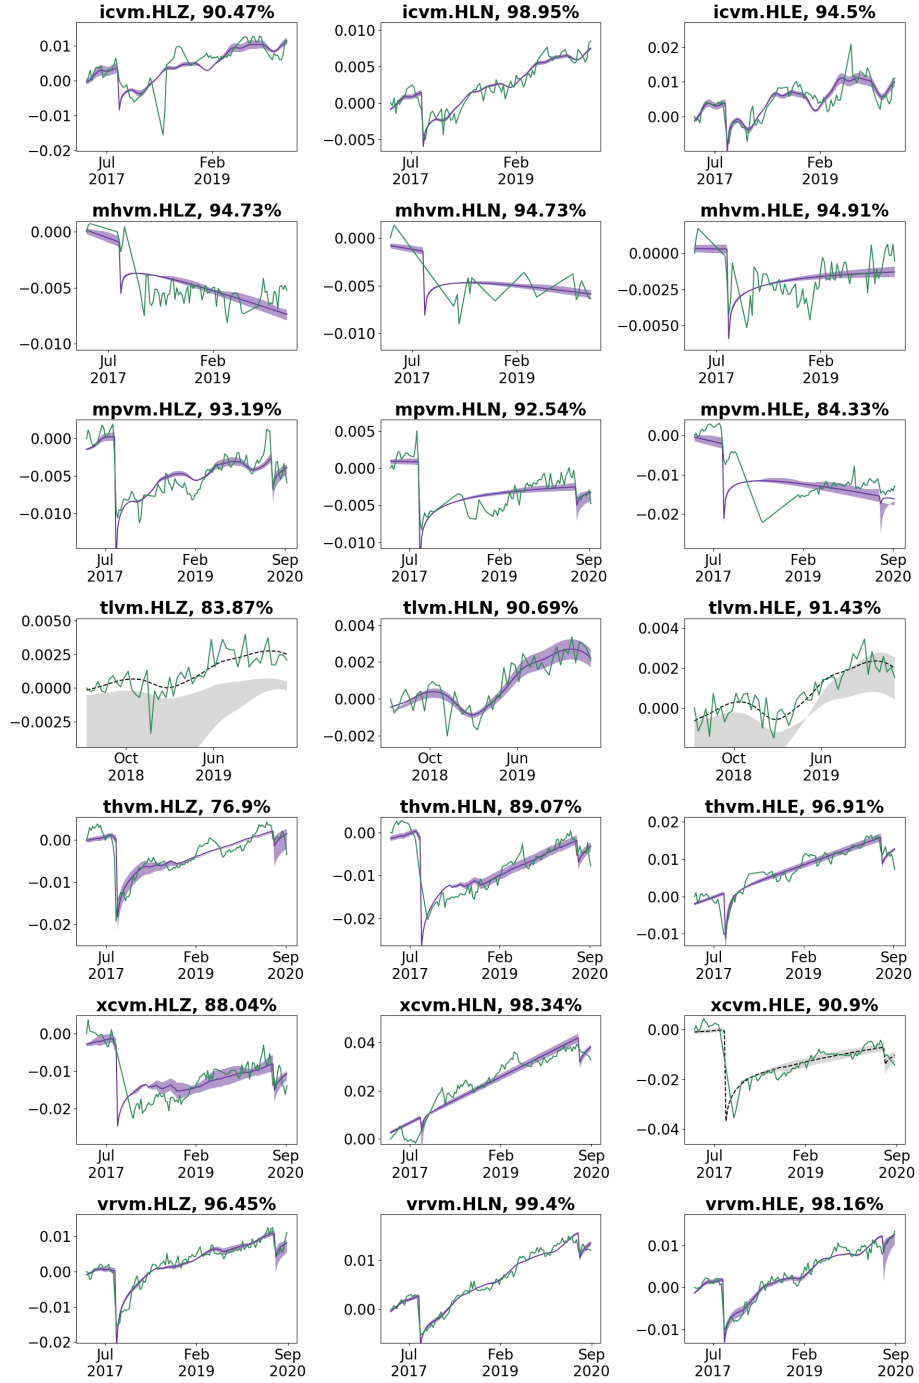 icvm.HLZ, 90.47%
0.01
0.00
−0.01
−0.02
Jul
2017
Feb
2019
icvm.HLN, 98.95%
0.010
0.005
0.000
−0.005
Jul
2017
Feb
2019
icvm.HLE, 94.5%
0.02
0.01
0.00
Jul
2017
Feb
2019
mhvm.HLZ, 94.73%
0.000
−0.005
−0.010
Jul
2017
Feb
2019
mhvm.HLN, 94.73%
0.000
−0.005
−0.010
Jul
2017
Feb
2019
mhvm.HLE, 94.91%
0.0000
−0.0025
−0.0050
Jul
2017
Feb
2019
mpvm.HLZ, 93.19%
0.000
−0.005
−0.010
Jul
2017
Feb
2019
Sep
2020
mpvm.HLN, 92.54%
0.005
0.000
−0.005
−0.010
Jul
2017
Feb
2019
Sep
2020
mpvm.HLE, 84.33%
0.00
−0.01
−0.02
Jul
2017
Feb
2019
Sep
2020
tlvm.HLZ, 83.87%
0.0050
0.0025
0.0000
−0.0025
Oct
2018
Jun
2019
tlvm.HLN, 90.69%
0.004
0.002
0.000
−0.002
Oct
2018
Jun
2019
tlvm.HLE, 91.43%
0.004
0.002
0.000
Oct
2018
Jun
2019
thvm.HLZ, 76.9%
0.00
−0.01
−0.02
Jul
2017
Feb
2019
Sep
2020
thvm.HLN, 89.07%
0.00
−0.02
Jul
2017
Feb
2019
Sep
2020
thvm.HLE, 96.91%
0.02
0.01
0.00
−0.01
Jul
2017
Feb
2019
Sep
2020
xcvm.HLZ, 88.04%
0.00
−0.01
−0.02
Jul
2017
Feb
2019
Sep
2020
xcvm.HLN, 98.34%
0.04
0.02
0.00
Jul
2017
Feb
2019
Sep
2020
xcvm.HLE, 90.9%
0.00
−0.02
−0.04
Jul
2017
Feb
2019
Sep
2020
vrvm.HLZ, 96.45%
0.01
0.00
−0.01
−0.02
Jul
2017
Feb
2019
Sep
2020
vrvm.HLN, 99.4%
0.01
0.00
Jul
2017
Feb
2019
Sep
2020
vrvm.HLE, 98.16%
0.01
0.00
−0.01
Jul
2017
Feb
2019
Sep
2020